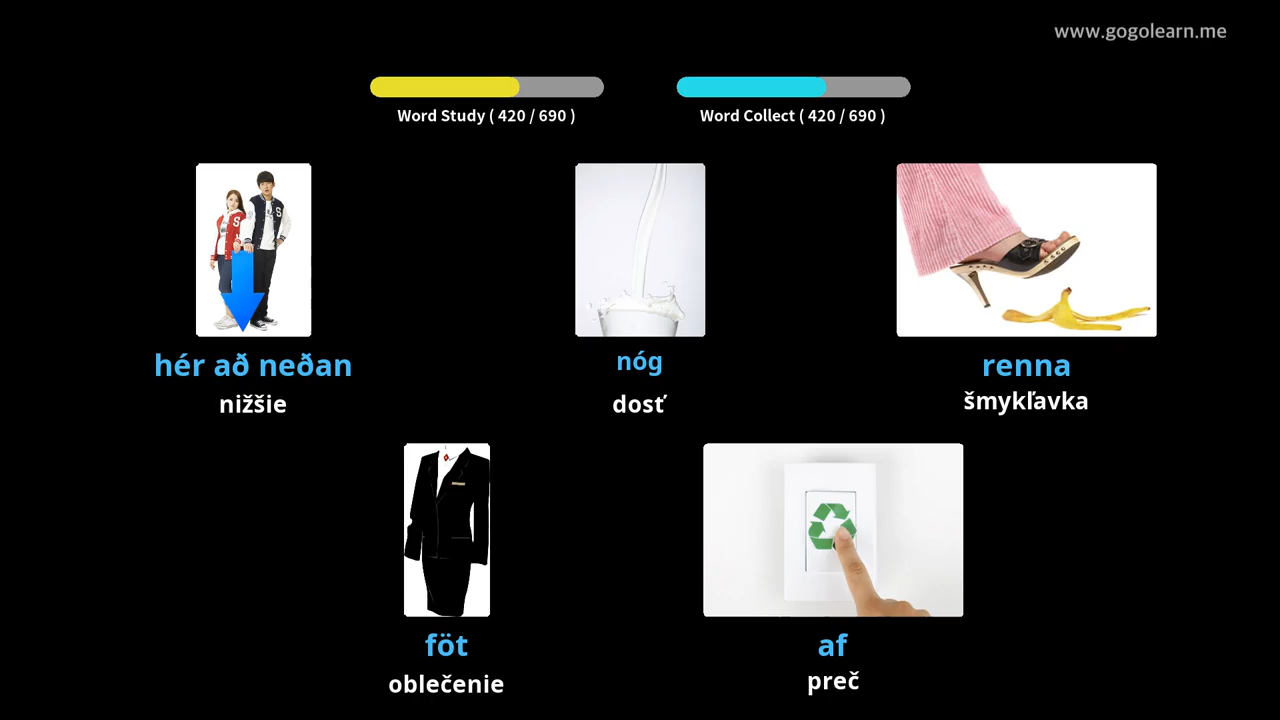 www.gogolearn.me
Word Study ( 420 / 690 )
Word Collect ( 420 / 690 )
S
S
hér að neðan
nóg
renna
nižšie
dosť
šmykľavka
föt
af
oblečenie
preč